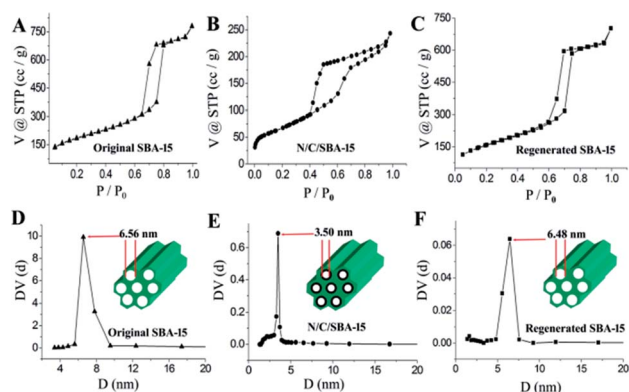 A
V @ STP (cc / g)
750
600
450
300
150
0.0 0.2 0.4 0.6 0.8 1.0
P / P0
Original SBA-15
B
V @ STP (cc / g)
250
200
150
100
50
0
0.0 0.2 0.4 0.6 0.8 1.0
P / P0
N/C/SBA-15
C
V @ STP (cc / g)
750
600
450
300
150
0
0.0 0.2 0.4 0.6 0.8 1.0
P / P0
Regenerated SBA-15
D
DV (d)
10
8
6
4
2
0
4 8 12 16 20
D (nm)
6.56 nm
Original SBA-15
E
DV (d)
0.6
0.4
0.2
0.0
0 5 10 15 20
D (nm)
3.50 nm
N/C/SBA-15
F
DV (d)
0.06
0.04
0.02
0.00
0 5 10 15 20
D (nm)
6.48 nm
Regenerated SBA-15